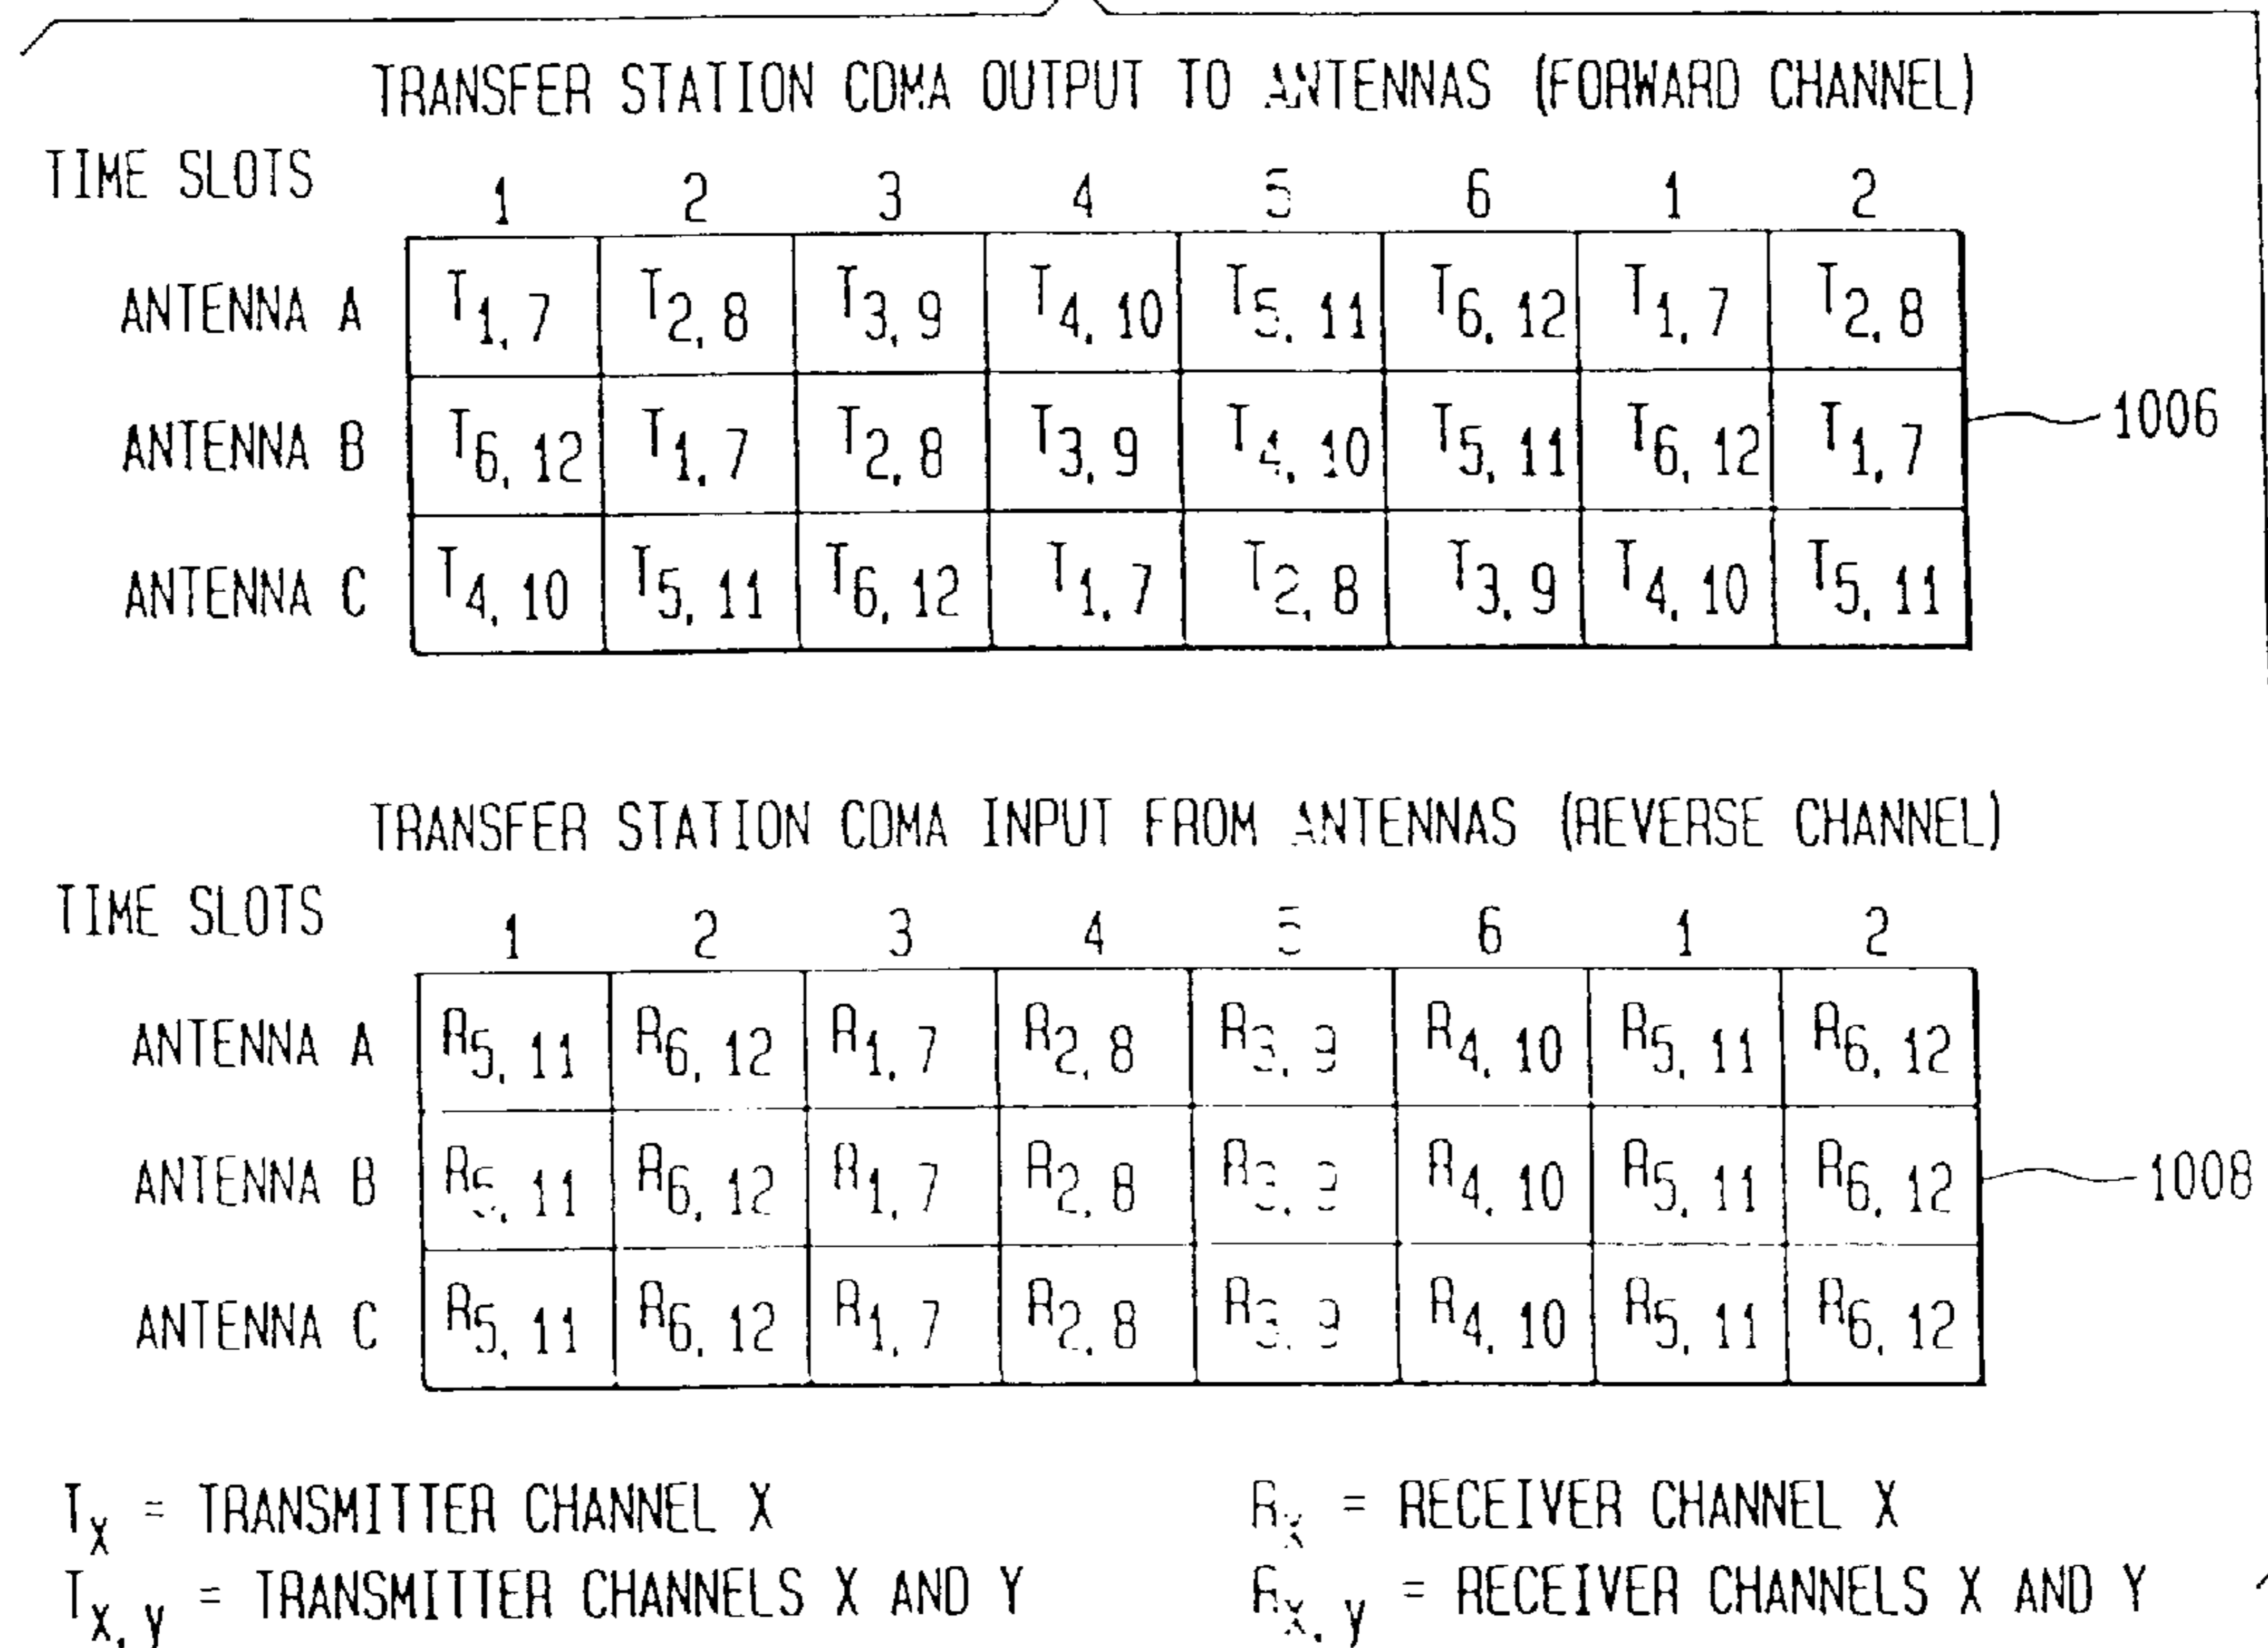 TRANSFER STATION CDMA OUTPUT TO ANTENNAS (FORWARD CHANNEL)
TIME SLOTS 1 2 3 4 5 6 1 2
ANTENNA A T1, 7 T2, 8 T3, 9 T4, 10 T5, 11 T6, 12 T1, 7 T2, 8
ANTENNA B T6, 12 T1, 7 T2, 8 T3, 9 T4, 10 T5, 11 T6, 12 T1, 7 1006
ANTENNA C T4, 10 T5, 11 T6, 12 T1, 7 T2, 8 T3, 9 T4, 10 T5, 11
TRANSFER STATION CDMA INPUT FROM ANTENNAS (REVERSE CHANNEL)
TIME SLOTS 1 2 3 4 5 6 1 2
ANTENNA A R5, 11 R6, 12 R1, 7 R2, 8 R3, 9 R4, 10 R5, 11 R6, 12
ANTENNA B R5, 11 R6, 12 R1, 7 R2, 8 R3, 9 R4, 10 R5, 11 R6, 12 1008
ANTENNA C R5, 11 R6, 12 R1, 7 R2, 8 R3, 9 R4, 10 R5, 11 R6, 12
Tx = TRANSMITTER CHANNEL X Rx = RECEIVER CHANNEL X
Tx, y = TRANSMITTER CHANNELS X AND Y Rx, y = RECEIVER CHANNELS X AND Y